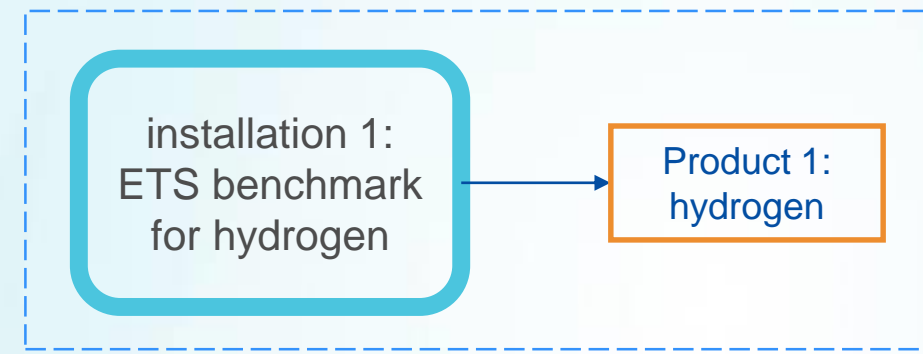 installation 1:
ETS benchmark
for hydrogen
Product 1:
hydrogen